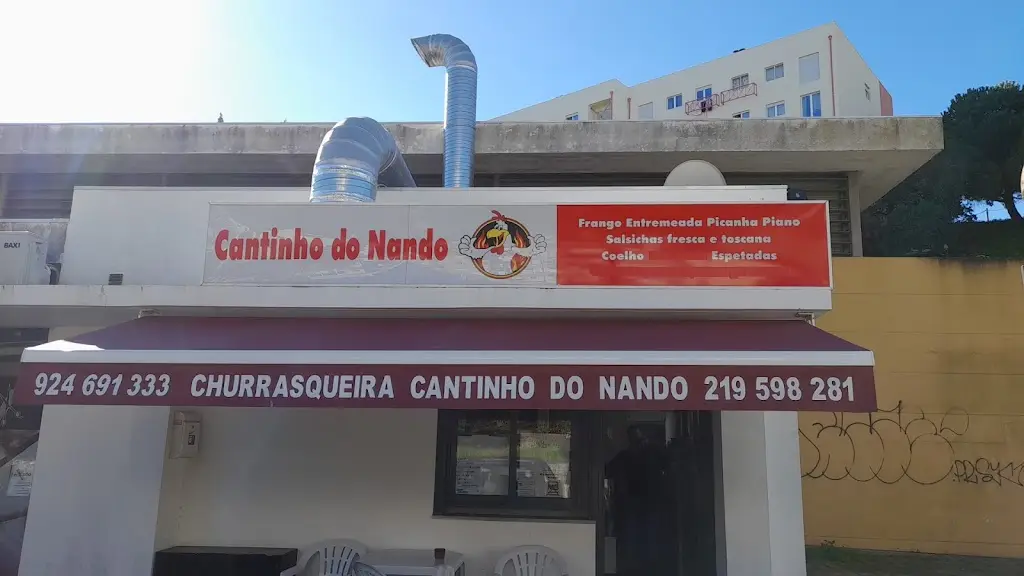 BAXI
Cantinho do Nando
Frango Entremeada Picanha Piano
Salsichas fresca e toscana
Coelho Espetadas
924 691 333 CHURRASQUEIRA CANTINHO DO NANDO 219 598 281